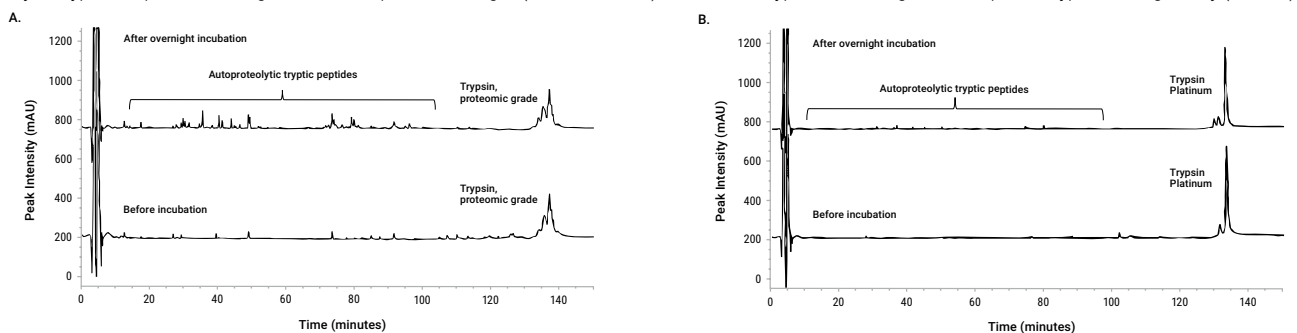 A.
After overnight incubation
Autoproteolytic tryptic peptides
Trypsin,
proteomic grade
Trypsin,
proteomic grade
Before incubation
Peak Intensity (mAU)
1200
1000
800
600
400
200
0
0 20 40 60 80 100 120 140
Time (minutes)
B.
After overnight incubation
Autoproteolytic tryptic peptides
Trypsin
Platinum
Trypsin
Platinum
Before incubation
Peak Intensity (mAU)
1200
1000
800
600
400
200
0
0 20 40 60 80 100 120 140
Time (minutes)